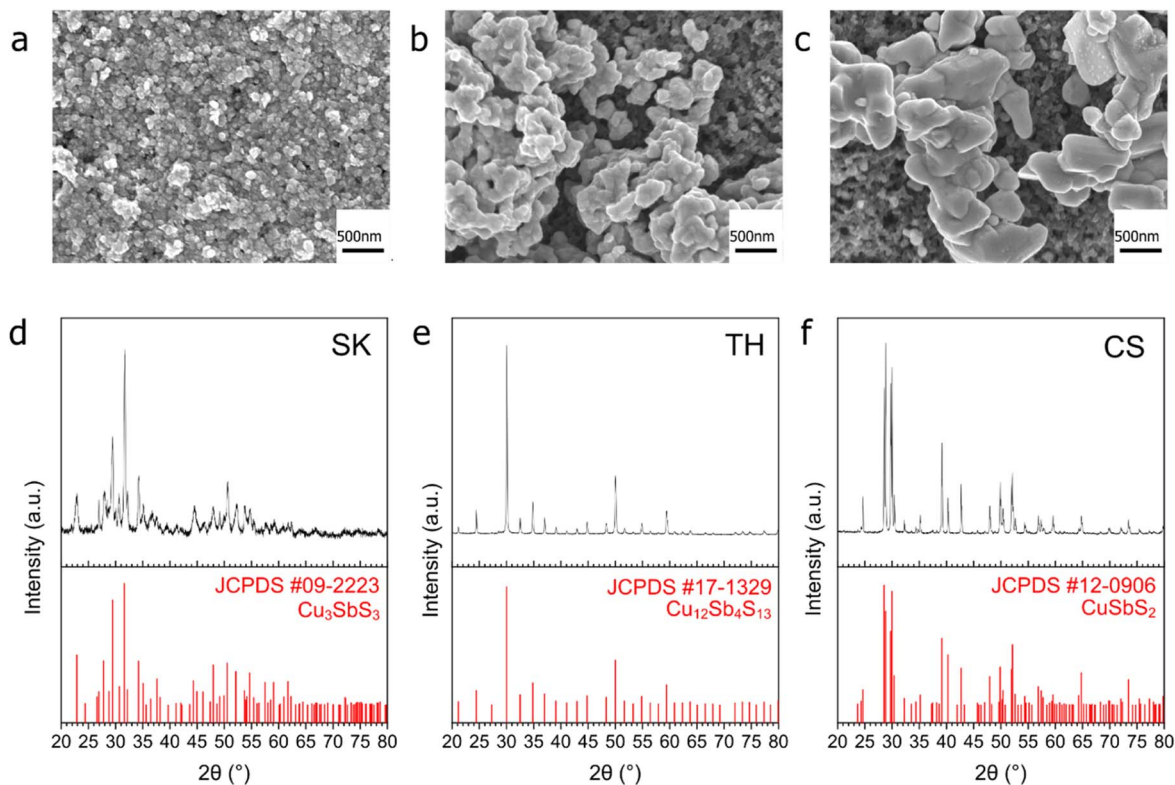 a
b
c
500nm
500nm
500nm
d
e
f
SK
TH
CS
Intensity (a.u.)
Intensity (a.u.)
Intensity (a.u.)
JCPDS #09-2223
Cu₃SbS₃
JCPDS #17-1329
Cu₁₂Sb₄S₁₃
JCPDS #12-0906
CuSbS₂
20 25 30 35 40 45 50 55 60 65 70 75 80
20 25 30 35 40 45 50 55 60 65 70 75 80
20 25 30 35 40 45 50 55 60 65 70 75 80
2θ (°)
2θ (°)
2θ (°)